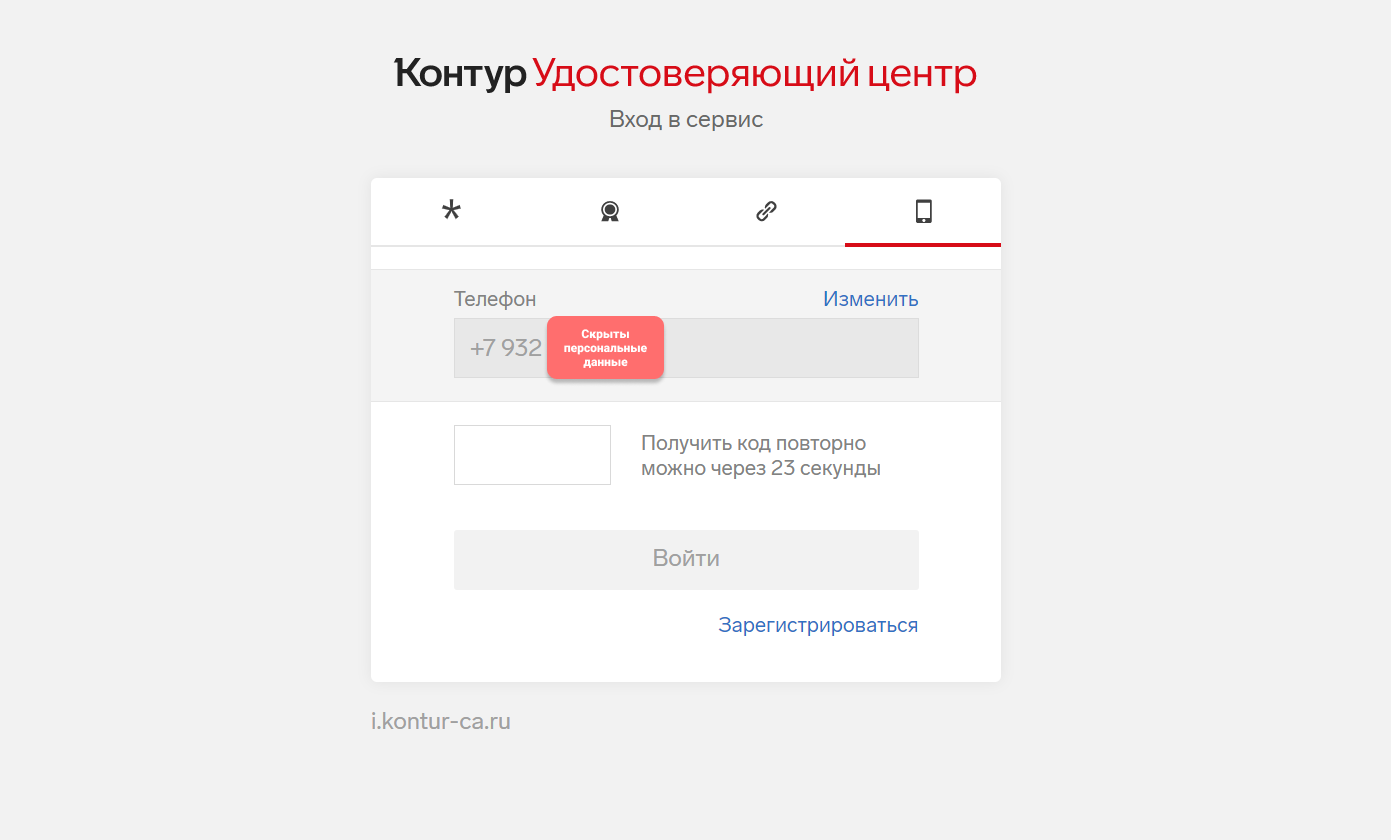 Контур Удостоверяющий центр
Вход в сервис
Телефон Изменить
+7 932
Скрыты
персональные
данные
Получить код повторно
можно через 23 секунды
Войти
Зарегистрироваться
i.kontur-ca.ru